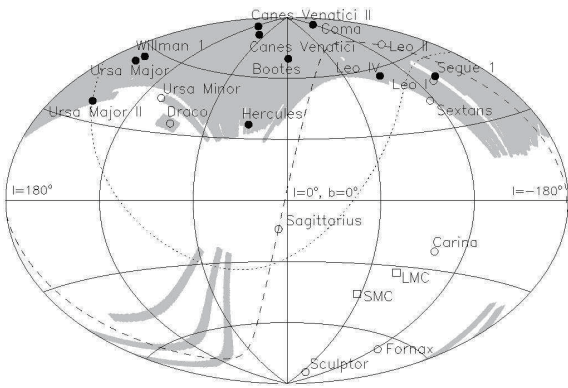 Canes Venatici II
Coma
Willman 1
Canes Venatici
Leo II
Ursa Major
Bootes
Leo IV
Segue 1
Leo I
Ursa Minor
Ursa Major II
Draco
Hercules
Sextans
l=180°
l=0°, b=0°
l=-180°
Sagittarius
Carina
LMC
SMC
Fornax
Sculptor